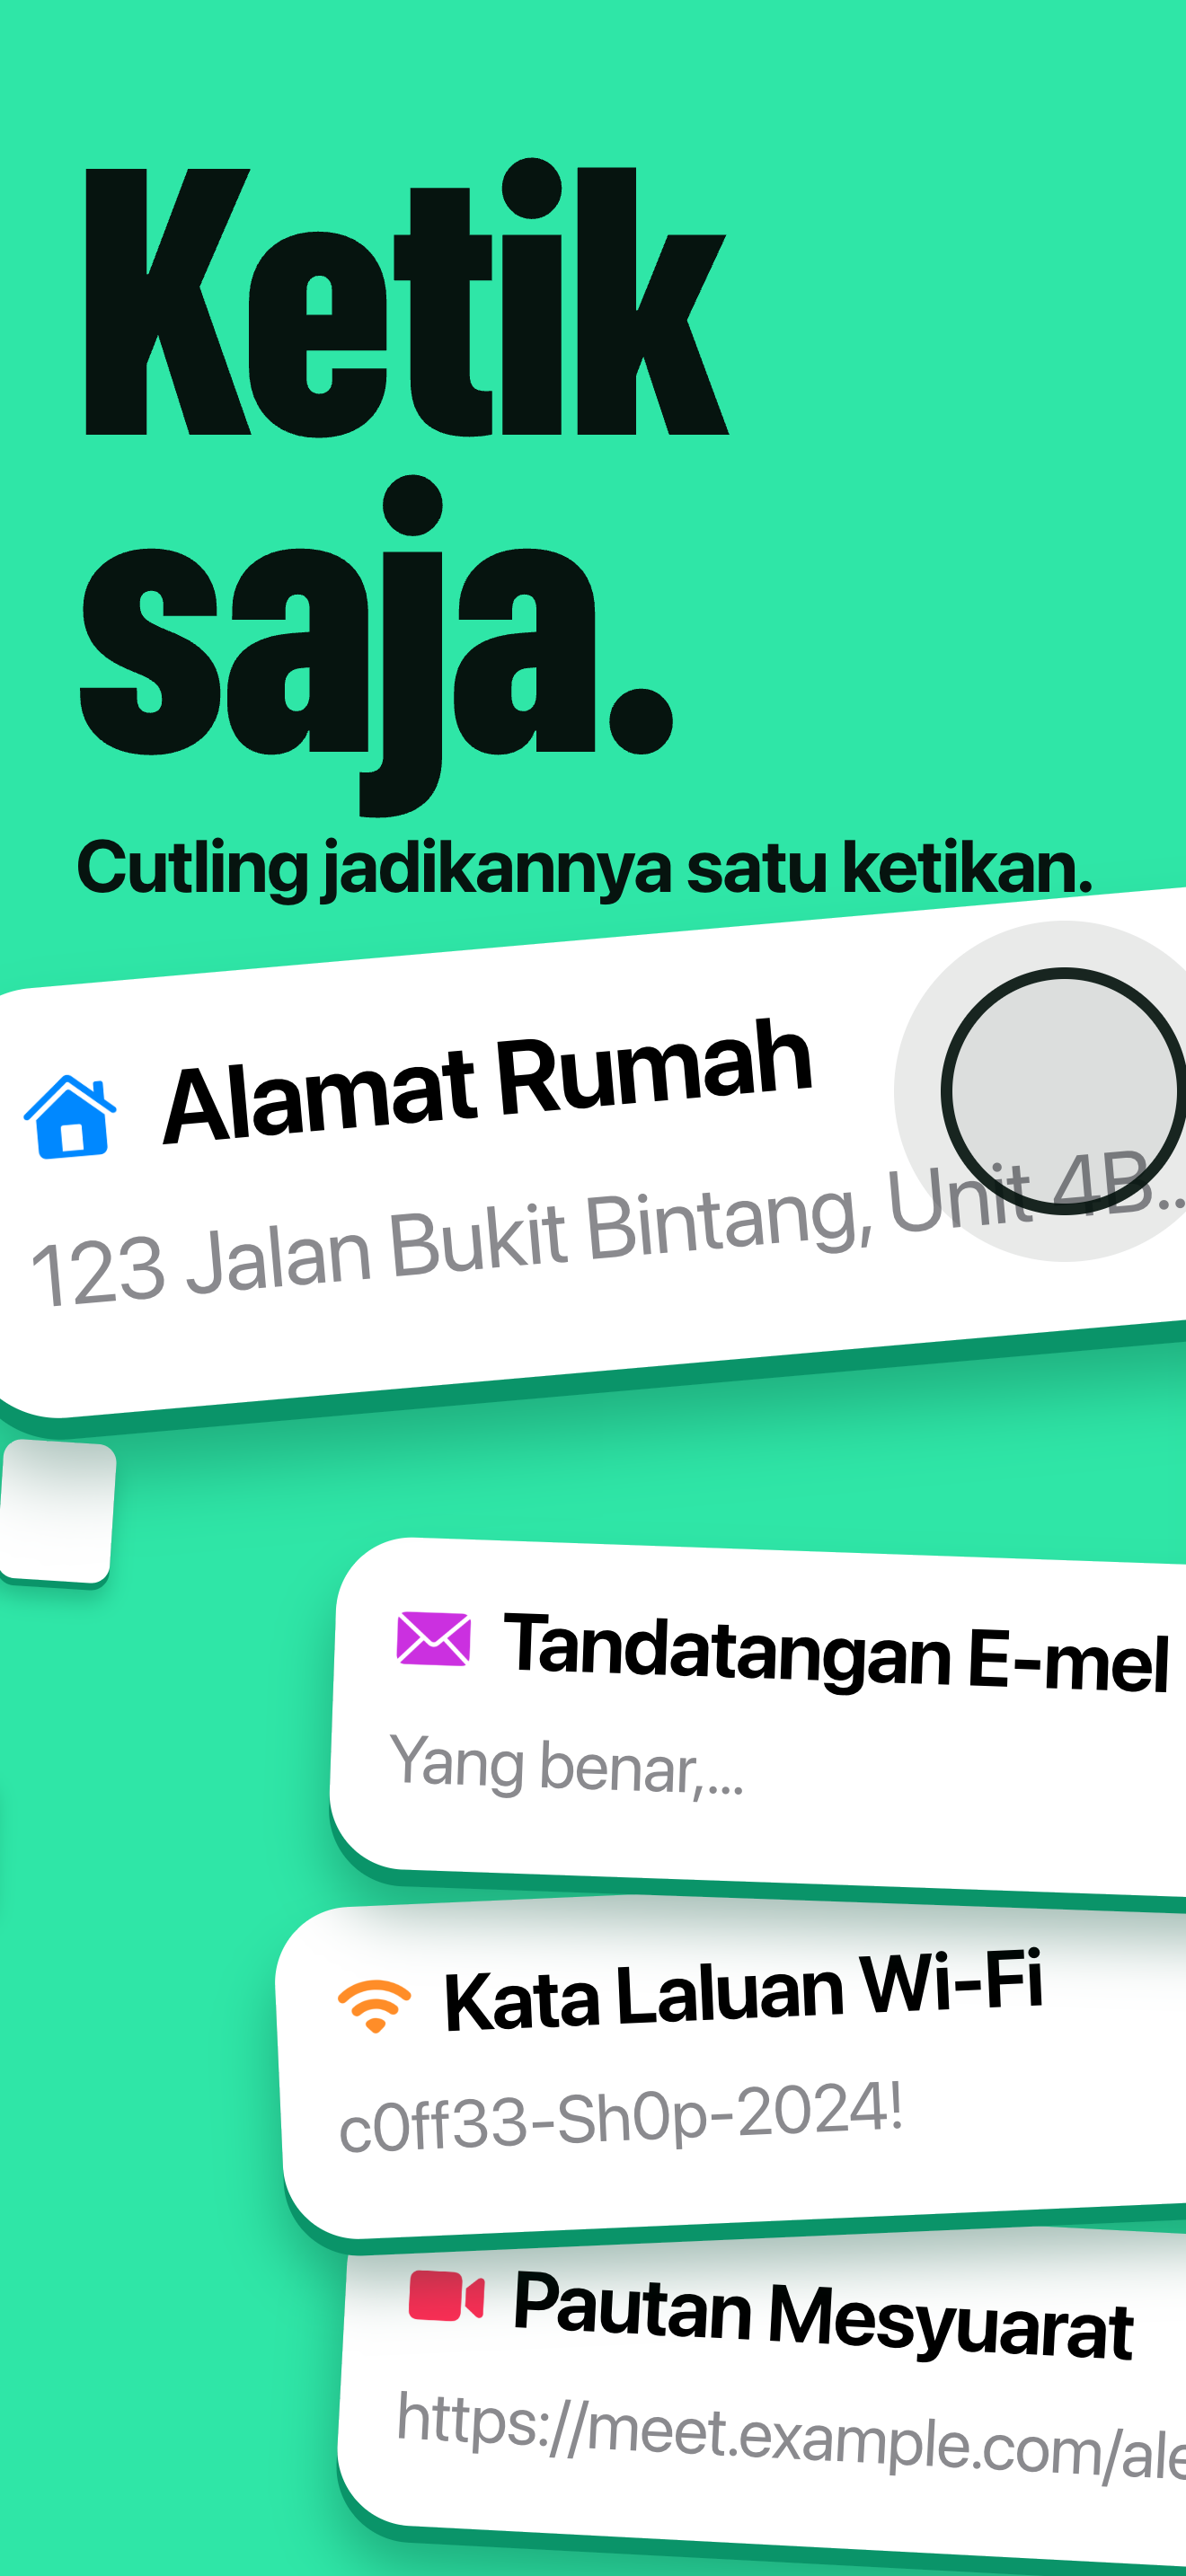 Ketik
saja.
Cutling jadikannya satu ketikan.
Alamat Rumah
123 Jalan Bukit Bintang, Unit 4B...
Tandatangan E-mel
Yang benar,...
Kata Laluan Wi-Fi
c0ff33-Sh0p-2024!
Pautan Mesyuarat
https://meet.example.com/ale